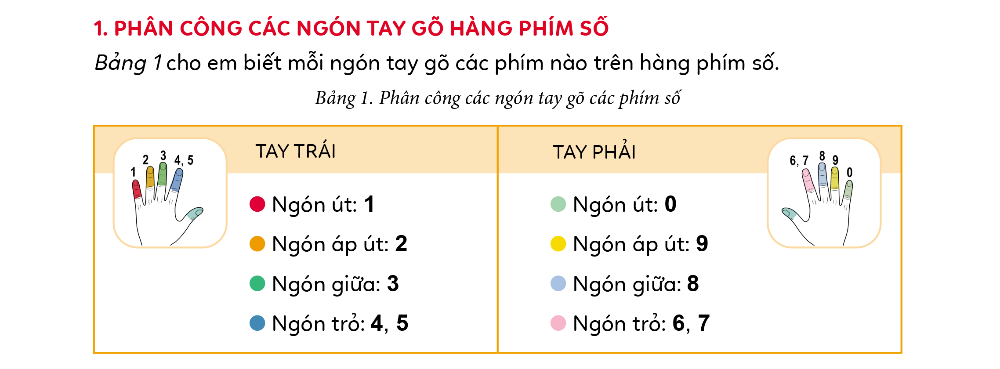 1. PHÂN CÔNG CÁC NGÓN TAY GÕ HÀNG PHÍM SỐ
Bảng 1 cho em biết mỗi ngón tay gõ các phím nào trên hàng phím số.
Bảng 1. Phân công các ngón tay gõ các phím số
TAY TRÁI
1
2
3
4, 5
Ngón út: 1
Ngón áp út: 2
Ngón giữa: 3
Ngón trỏ: 4, 5
TAY PHẢI
6, 7
8
9
0
Ngón út: 0
Ngón áp út: 9
Ngón giữa: 8
Ngón trỏ: 6, 7